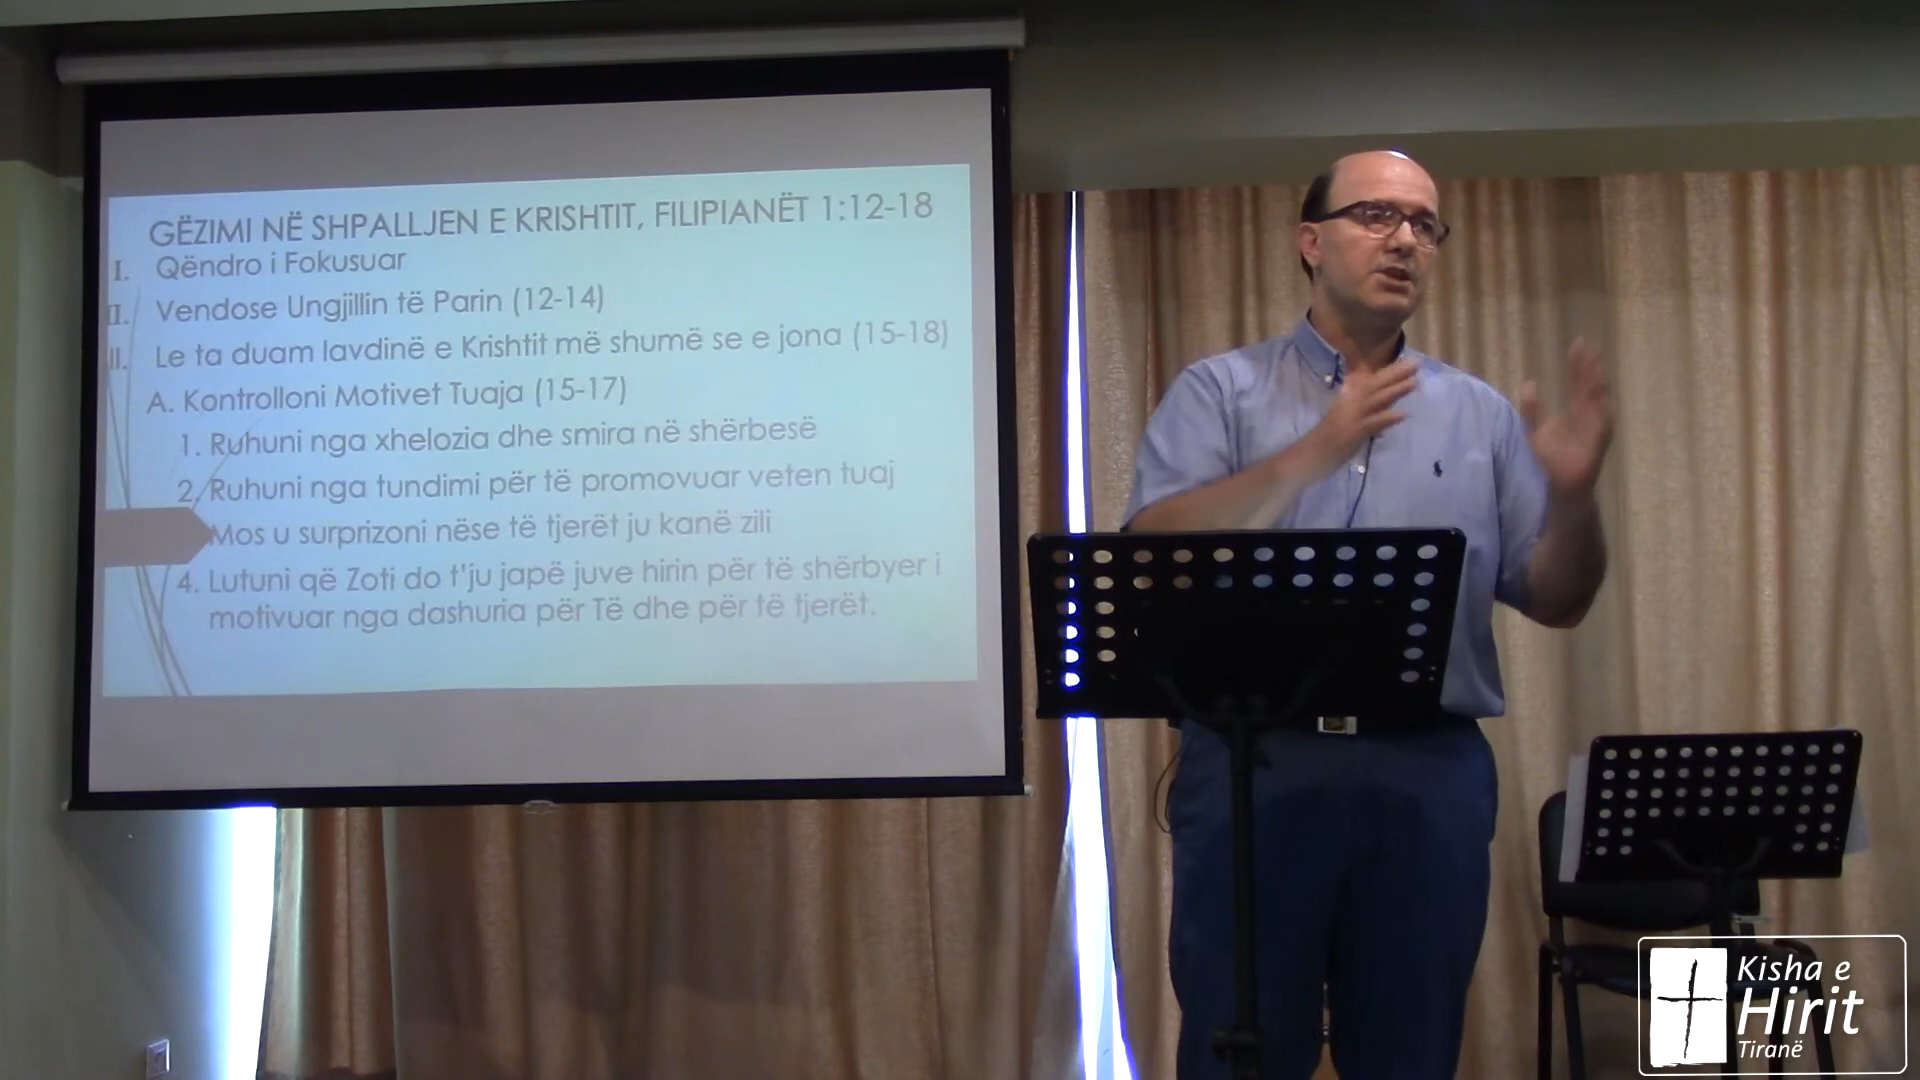 GËZIMI NË SHPALLJEN E KRISHTIT, FILIPIANËT 1:12-18
I. Qëndro i Fokusuar
II. Vendose Ungjillin të Parin (12-14)
II. Le ta duam lavdinë e Krishtit më shumë se e jona (15-18)
A. Kontrolloni Motivet Tuaja (15-17)
1. Ruhuni nga xhelozia dhe smira në shërbesë
2. Ruhuni nga tundimi për të promovuar veten tuaj
Mos u surprizoni nëse të tjerët ju kanë zili
4. Lutuni që Zoti do t'ju japë juve hirin për të shërbyer i
motivuar nga dashuria për Të dhe për të tjerët.
Kisha e
Hirit
Tiranë